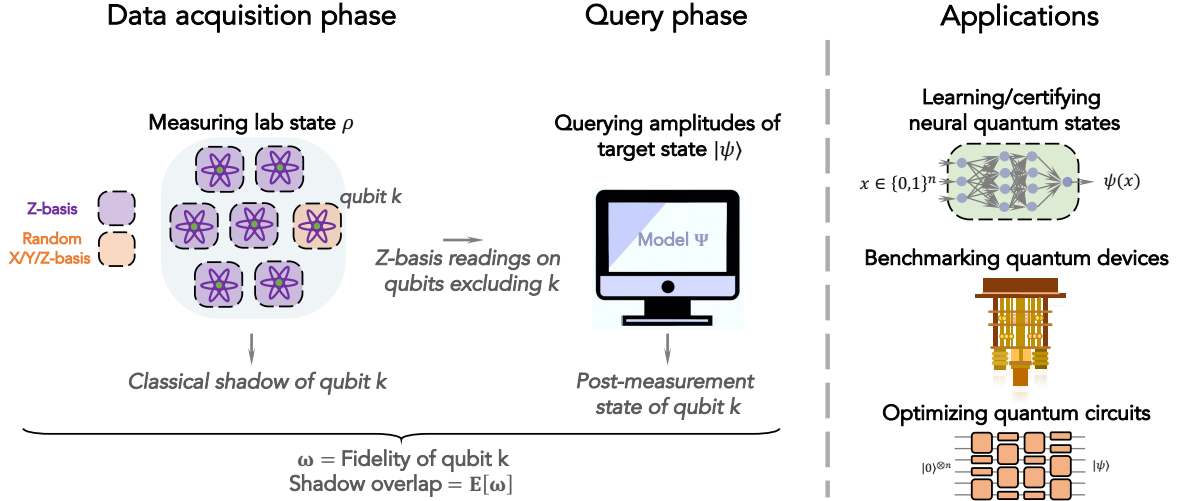 Data acquisition phase
Query phase
Applications
Measuring lab state ρ
qubit k
Z-basis
Random
X/Y/Z-basis
Z-basis readings on
qubits excluding k
Classical shadow of qubit k
Querying amplitudes of
target state |ψ⟩
Model Ψ
Post-measurement
state of qubit k
ω = Fidelity of qubit k
Shadow overlap = E[ω]
Learning/certifying
neural quantum states
x ∈ {0,1}ⁿ
ψ(x)
Benchmarking quantum devices
Optimizing quantum circuits
|0⟩⊗ⁿ
|ψ⟩